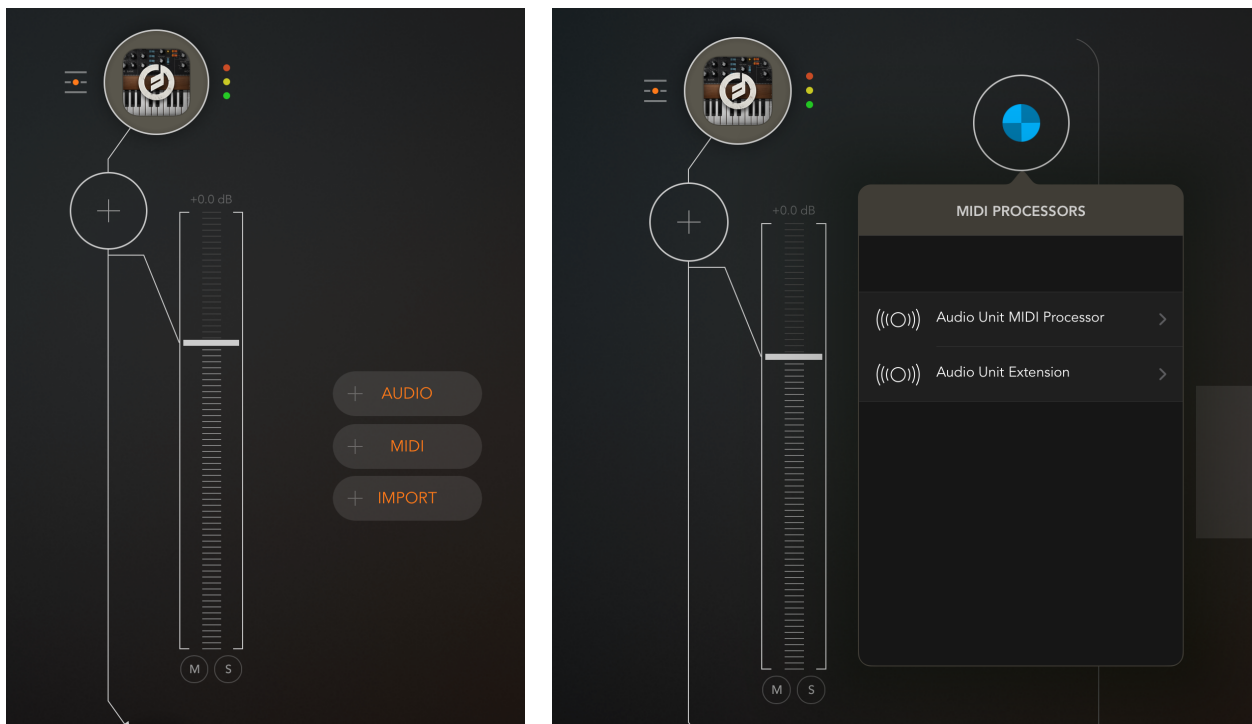 +0.0 dB
AUDIO
MIDI
IMPORT
M S
+0.0 dB
MIDI PROCESSORS
Audio Unit MIDI Processor
Audio Unit Extension
M S